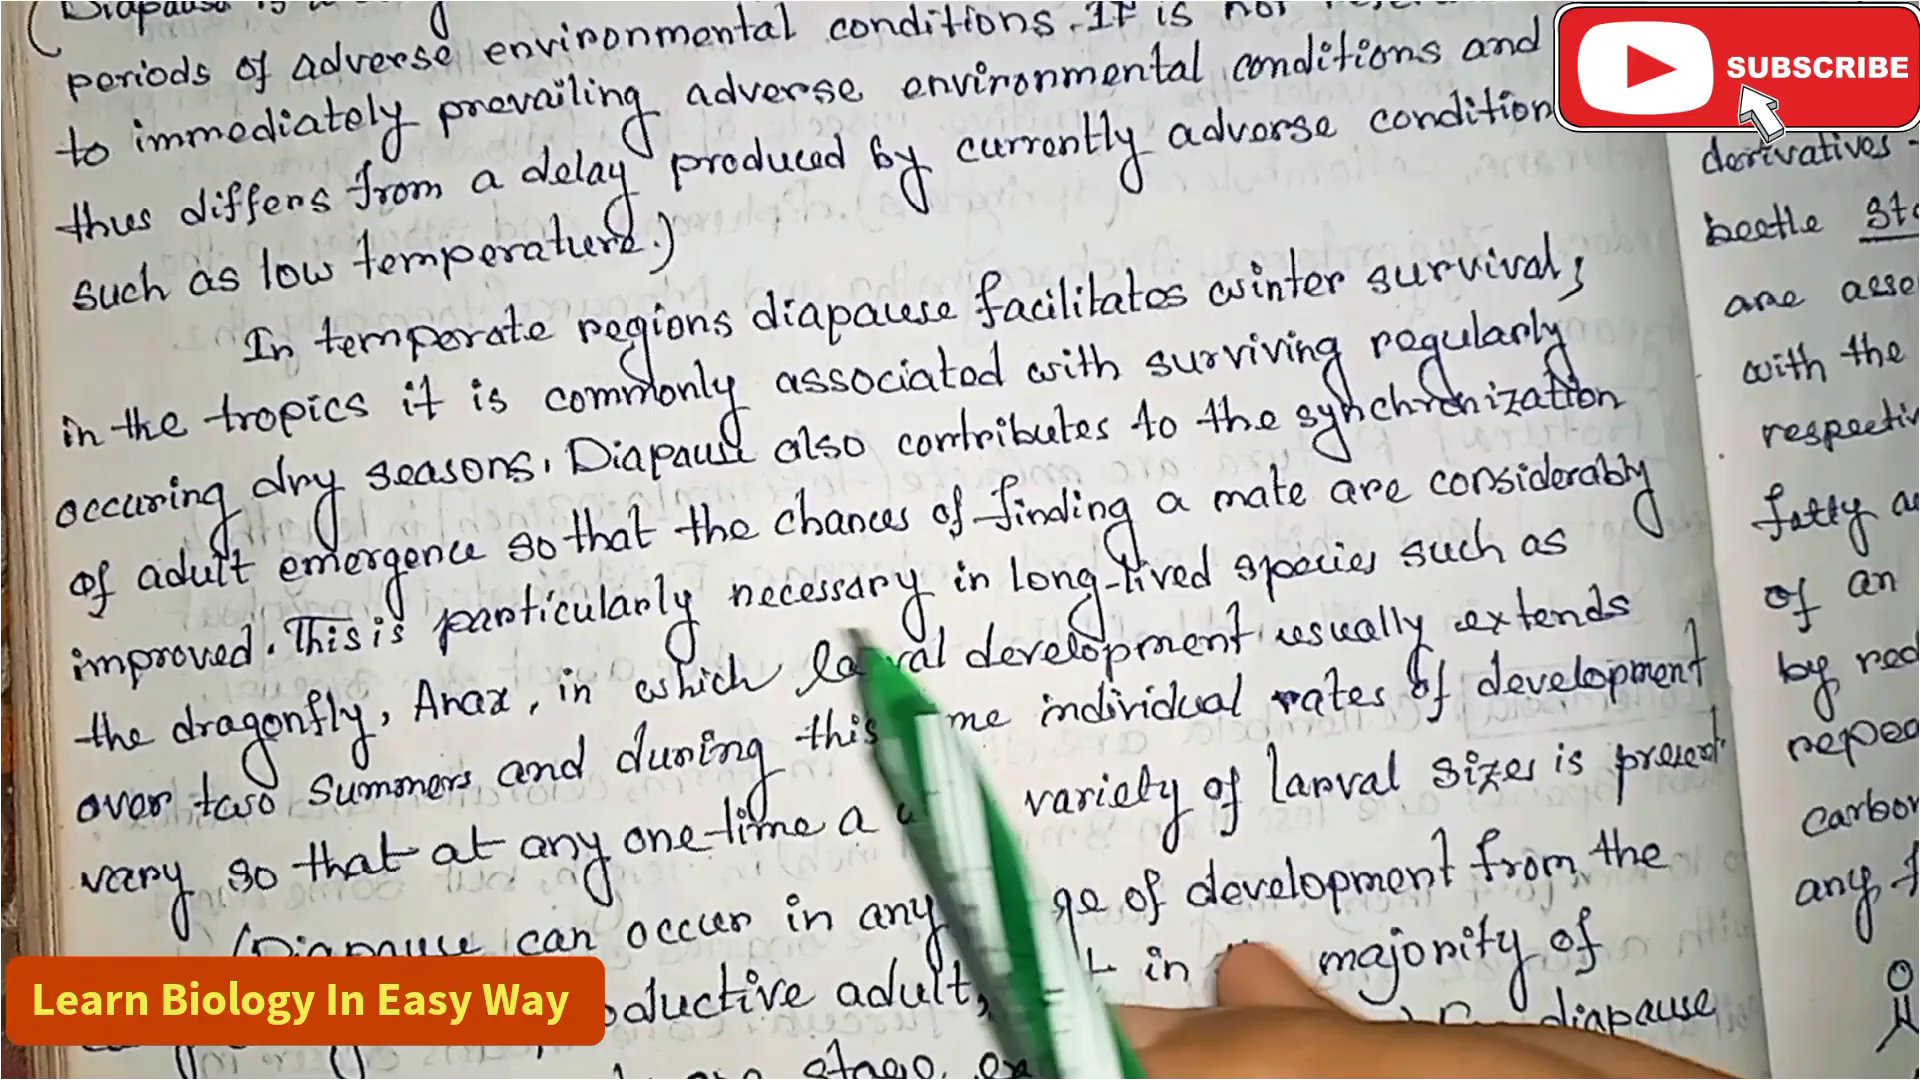 periods of adverse environmental conditions. It is not
to immediately prevailing adverse environmental conditions and
thus differs from a delay produced by currently adverse condition
such as low temperature.)
In temperate regions diapause facilitates winter survival;
in the tropics it is commonly associated with surviving regularly
occuring dry seasons. Diapause also contributes to the synchronization
of adult emergence so that the chances of finding a mate are considerably
improved. This is particularly necessary in long-lived species such as
the dragonfly, Anax, in which larval development usually extends
over two summers and during this me individual rates of development
vary so that at any one time a variety of larval sizes is present
(Diapause can occur in any ge of development from the
oductive adult, in majority of
diapause
stage
derivatives
beetle
are
with the
respectiv
fatty
of an
by
carbon
any
O
SUBSCRIBE
Learn Biology In Easy Way